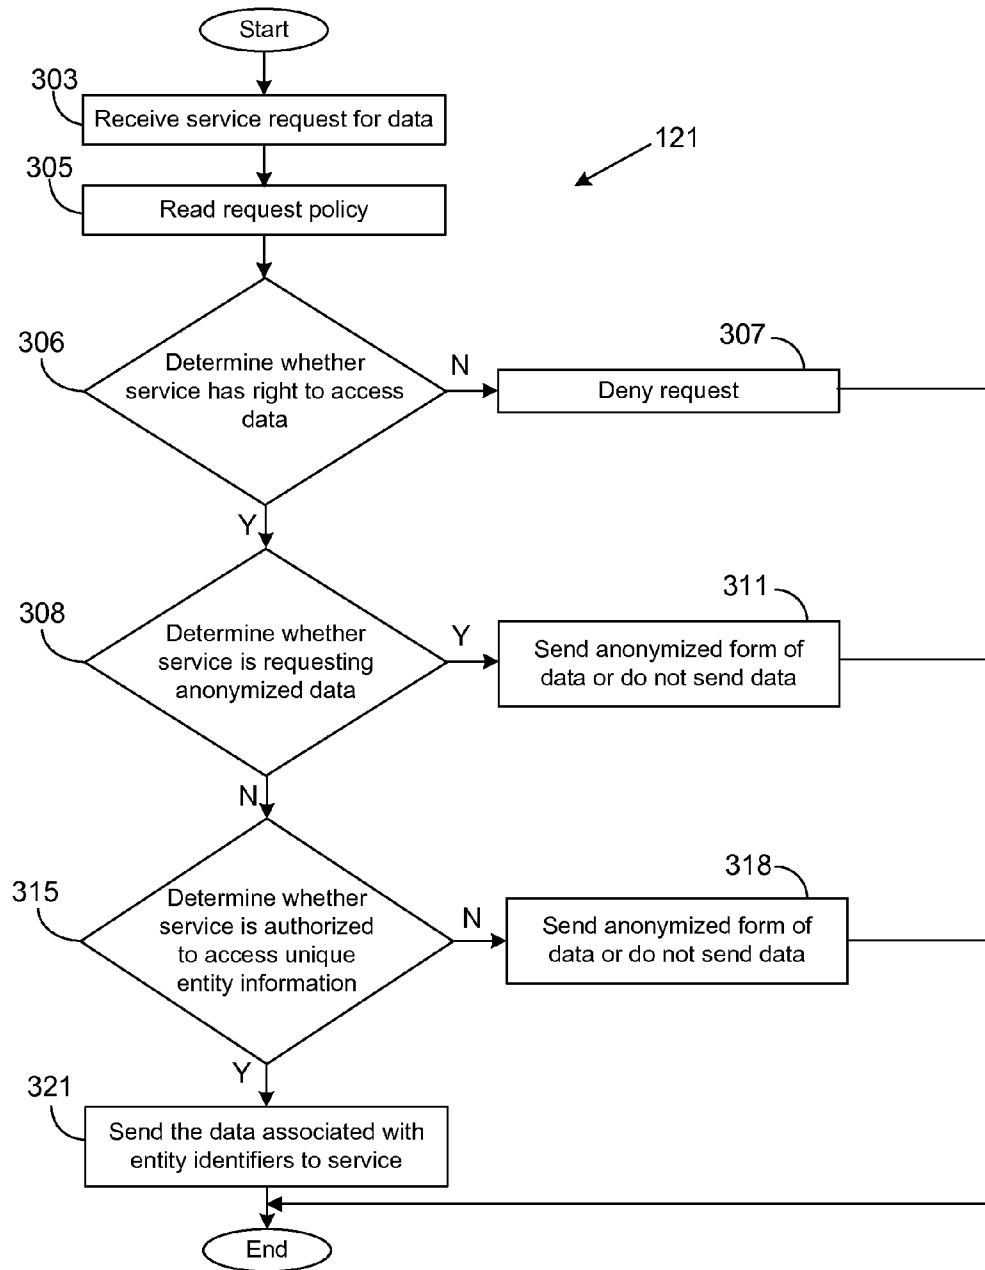 Start
303
Receive service request for data
121
305
Read request policy
306
Determine whether
service has right to access
data
N
307
Deny request
Y
308
Determine whether
service is requesting
anonymized data
Y
311
Send anonymized form of
data or do not send data
N
315
Determine whether
service is authorized
to access unique
entity information
N
318
Send anonymized form of
data or do not send data
Y
321
Send the data associated with
entity identifiers to service
End